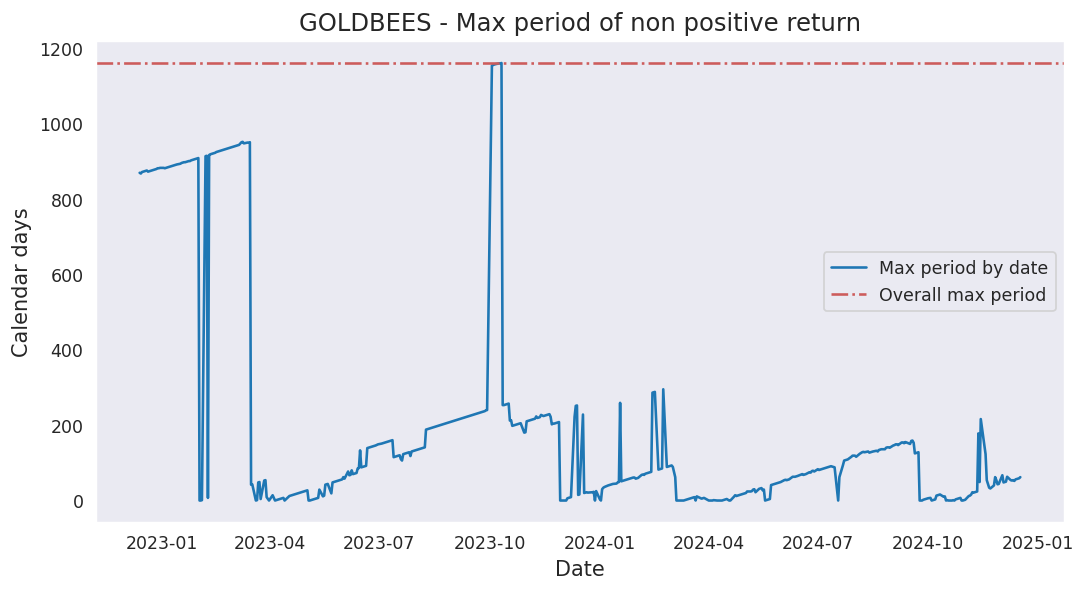 GOLDBEES - Max period of non positive return
1200
1000
800
600
400
200
0
Calendar days
Max period by date
Overall max period
2023-01 2023-04 2023-07 2023-10 2024-01 2024-04 2024-07 2024-10 2025-01
Date